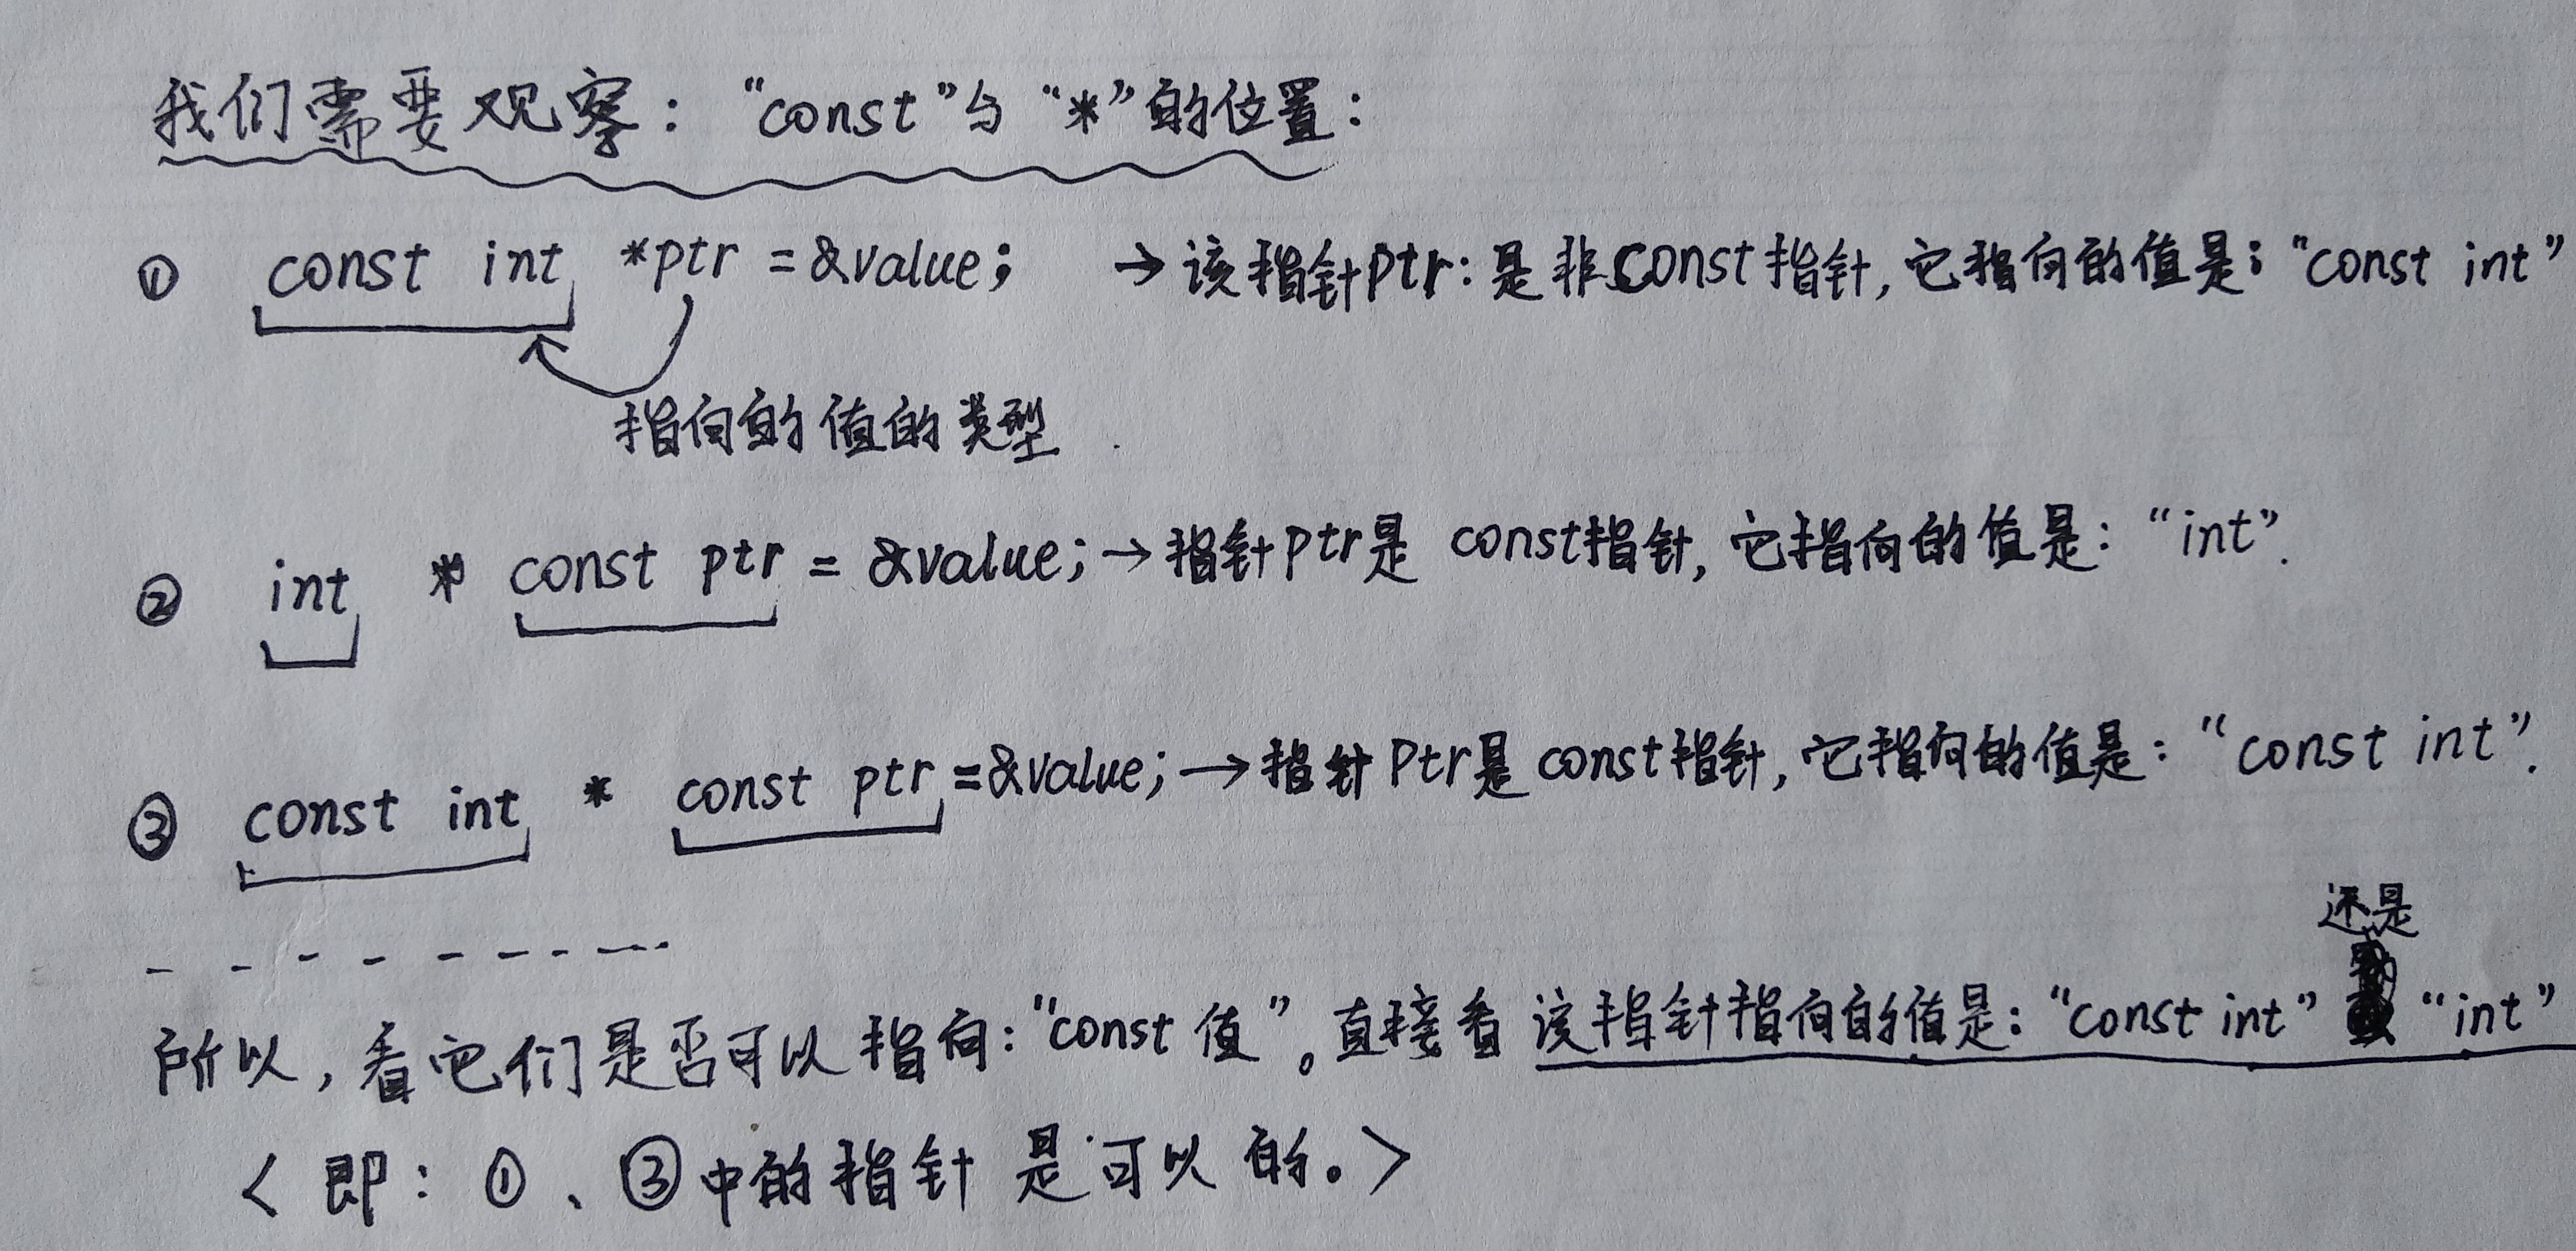 我们需要观察："const"与"*"的位置：
① const int *ptr = &value; → 该指针ptr：是非const指针，它指向的值是："const int"
指向的值的类型
② int * const ptr = &value; → 指针ptr是 const指针，它指向的值是："int".
③ const int * const ptr = &value; → 指针Ptr是const指针，它指向的值是："const int".
还是
所以，看它们是否可以指向："const 值"。直接看该指针指向的值是："const int" "int"
<即：①、③中的指针是可以的。>